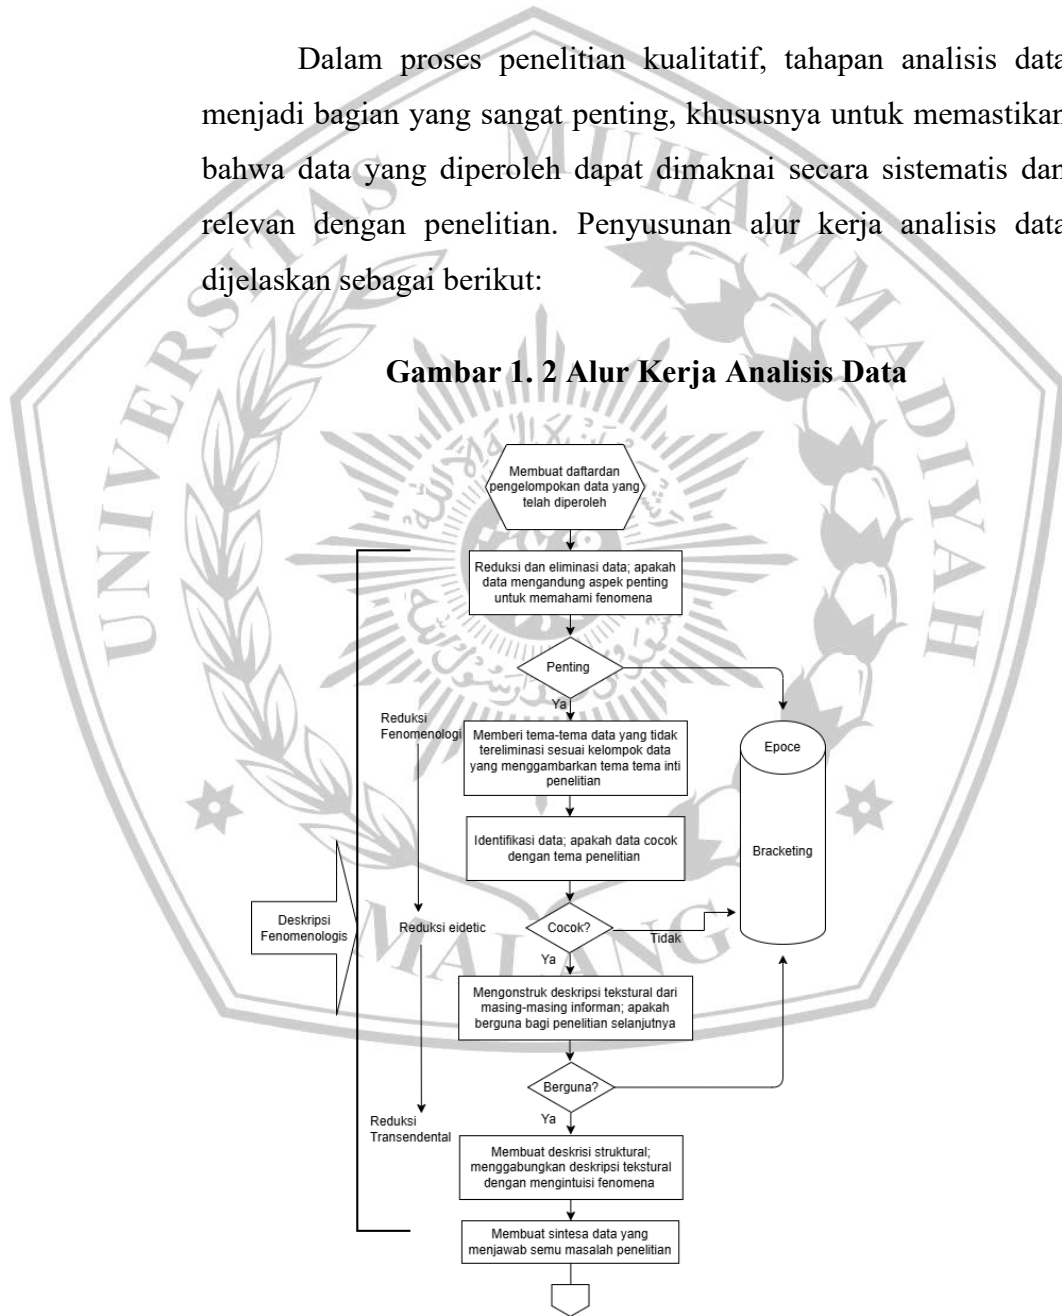 Dalam proses penelitian kualitatif, tahapan analisis data
menjadi bagian yang sangat penting, khususnya untuk memastikan
bahwa data yang diperoleh dapat dimaknai secara sistematis dan
relevan dengan penelitian. Penyusunan alur kerja analisis data
dijelaskan sebagai berikut:
Gambar 1. 2 Alur Kerja Analisis Data
Membuat daftardan
pengelompokan data yang
telah diperoleh
Reduksi dan eliminasi data; apakah
data mengandung aspek penting
untuk memahami fenomena
Penting
Ya
Reduksi
Fenomenologi
Memberi tema-tema data yang tidak
tereliminasi sesuai kelompok data
yang menggambarkan tema tema inti
penelitian
Epoce
Bracketing
Identifikasi data; apakah data cocok
dengan tema penelitian
Deskripsi
Fenomenologis
Reduksi eidetic
Cocok?
Tidak
Ya
Mengonstruk deskripsi tekstural dari
masing-masing informan; apakah
berguna bagi penelitian selanjutnya
Berguna?
Ya
Reduksi
Transendental
Membuat deskrisi struktural;
menggabungkan deskripsi tekstural
dengan mengintuisi fenomena
Membuat sintesa data yang
menjawab semu masalah penelitian
UNIVERSITAS MUHAMMADIYAH
MALANG